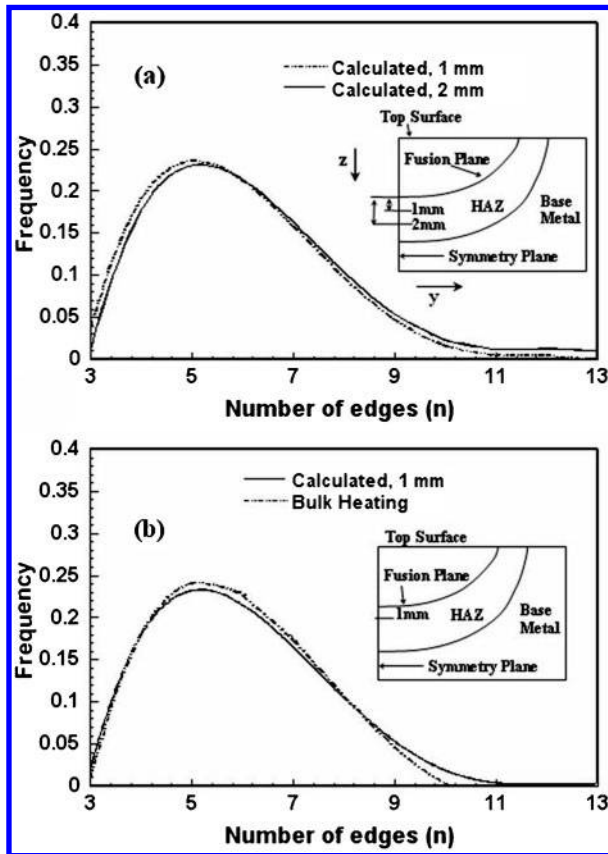 0.4
0.35
0.3
0.25
0.2
0.15
0.1
0.05
0
Frequency
(a)
Calculated, 1 mm
Calculated, 2 mm
Top Surface
z
Fusion Plane
1mm
2mm
HAZ
Base
Metal
Symmetry Plane
y
3 5 7 9 11 13
Number of edges (n)
0.4
0.35
0.3
0.25
0.2
0.15
0.1
0.05
0
Frequency
(b)
Calculated, 1 mm
Bulk Heating
Top Surface
Fusion Plane
1mm
HAZ
Base
Metal
Symmetry Plane
3 5 7 9 11 13
Number of edges (n)